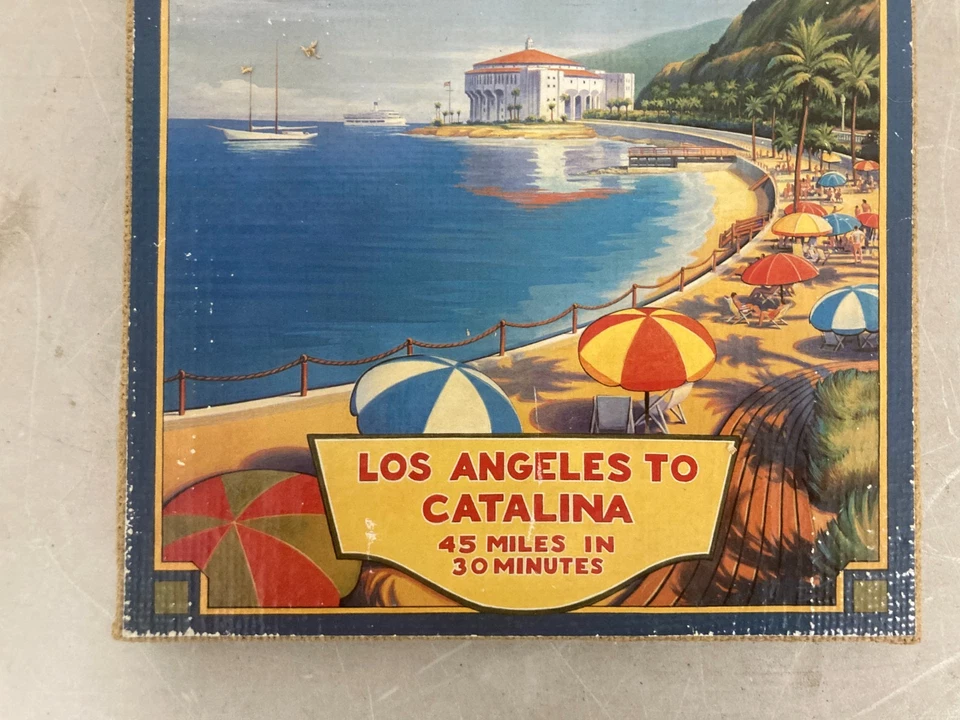 LOS ANGELES TO
CATALINA
45 MILES IN
30 MINUTES